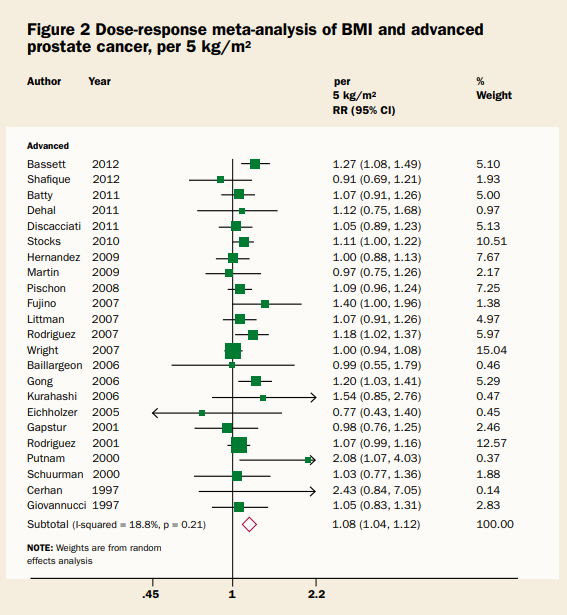 Figure 2 Dose-response meta-analysis of BMI and advanced
prostate cancer, per 5 kg/m²
Author Year per %
5 kg/m² Weight
RR (95% CI)
Advanced
Bassett 2012 1.27 (1.08, 1.49) 5.10
Shafique 2012 0.91 (0.69, 1.21) 1.93
Batty 2011 1.07 (0.91, 1.26) 5.00
Dehal 2011 1.12 (0.75, 1.68) 0.97
Discacciati 2011 1.05 (0.89, 1.23) 5.13
Stocks 2010 1.11 (1.00, 1.22) 10.51
Hernandez 2009 1.00 (0.88, 1.13) 7.67
Martin 2009 0.97 (0.75, 1.26) 2.17
Pischon 2008 1.09 (0.96, 1.24) 7.25
Fujino 2007 1.40 (1.00, 1.96) 1.38
Littman 2007 1.07 (0.91, 1.26) 4.97
Rodriguez 2007 1.18 (1.02, 1.37) 5.97
Wright 2007 1.00 (0.94, 1.08) 15.04
Baillargeon 2006 0.99 (0.55, 1.79) 0.46
Gong 2006 1.20 (1.03, 1.41) 5.29
Kurahashi 2006 1.54 (0.85, 2.76) 0.47
Eichholzer 2005 0.77 (0.43, 1.40) 0.45
Gapstur 2001 0.98 (0.76, 1.25) 2.46
Rodriguez 2001 1.07 (0.99, 1.16) 12.57
Putnam 2000 2.08 (1.07, 4.03) 0.37
Schuurman 2000 1.03 (0.77, 1.36) 1.88
Cerhan 1997 2.43 (0.84, 7.05) 0.14
Giovannucci 1997 1.05 (0.83, 1.31) 2.83
Subtotal (I-squared = 18.8%, p = 0.21) 1.08 (1.04, 1.12) 100.00
NOTE: Weights are from random
effects analysis
.45 1 2.2